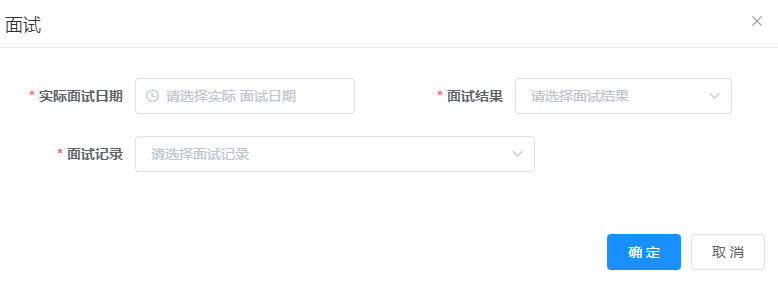 面试
* 实际面试日期 请选择实际 面试日期 * 面试结果 请选择面试结果
* 面试记录 请选择面试记录
确 定 取 消